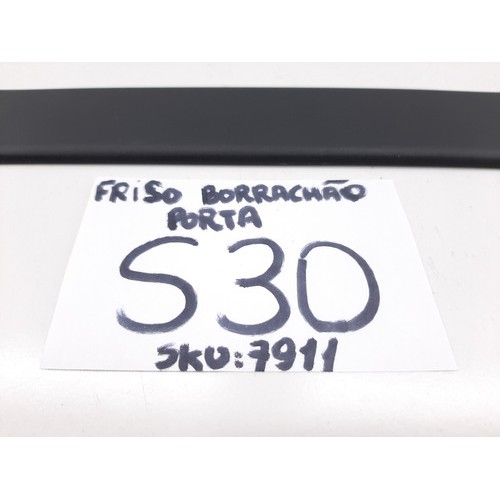 FRISO BORRACHÃO
PORTA
S30
SKU:7911